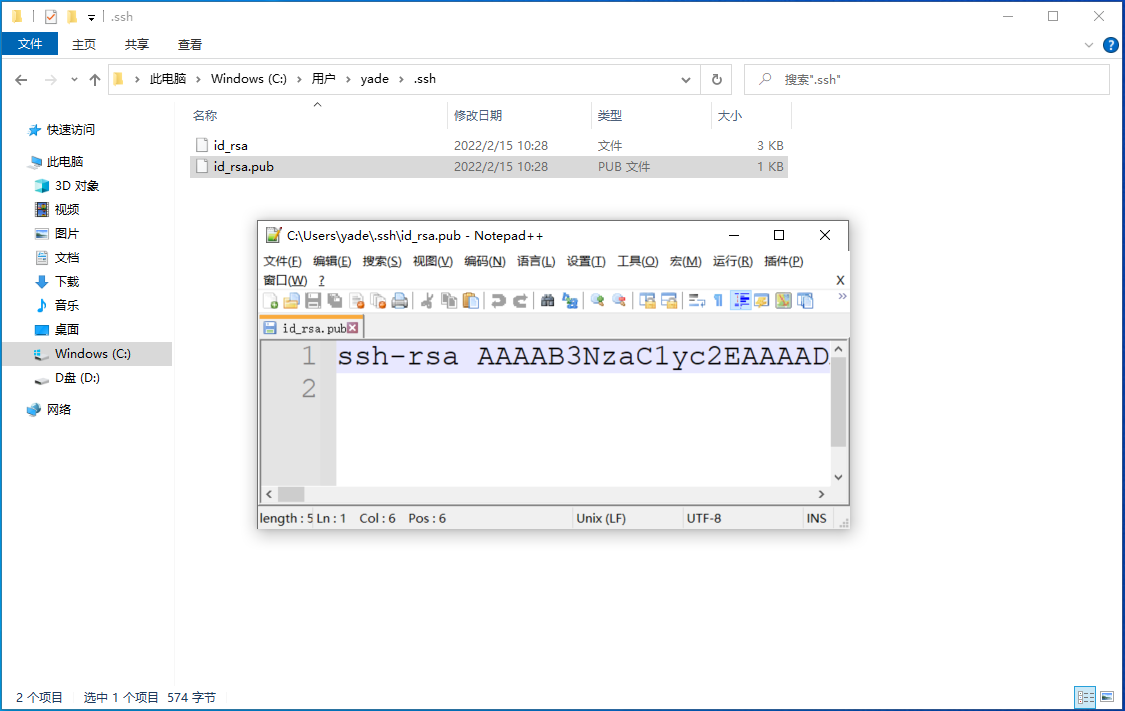 .ssh
文件 主页 共享 查看
?
此电脑 Windows (C:) 用户 yade .ssh
搜索".ssh"
名称 修改日期 类型 大小
id_rsa 2022/2/15 10:28 文件 3 KB
id_rsa.pub 2022/2/15 10:28 PUB 文件 1 KB
快速访问
此电脑
3D 对象
视频
图片
文档
下载
音乐
桌面
Windows (C:)
D盘 (D:)
网络
C:\Users\yade\.ssh\id_rsa.pub - Notepad++
文件(F) 编辑(E) 搜索(S) 视图(V) 编码(N) 语言(L) 设置(T) 工具(O) 宏(M) 运行(R) 插件(P)
窗口(W) ? X
id_rsa.pub
1 ssh-rsa AAAAB3NzaC1yc2EAAAAD
2
length : 5 Ln : 1 Col : 6 Pos : 6 Unix (LF) UTF-8 INS
2 个项目 选中 1 个项目 574 字节